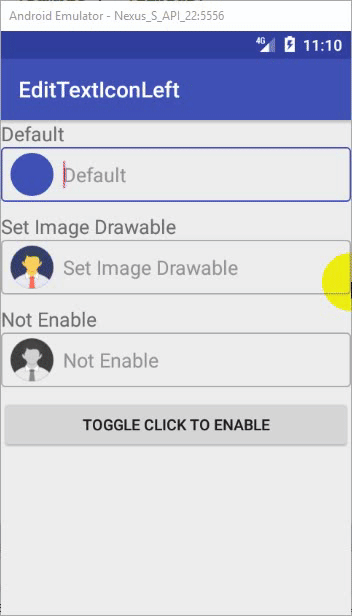 Android Emulator - Nexus_S_API_22:5556
4G 11:10
EditTextIconLeft
Default
Default
Set Image Drawable
Set Image Drawable
Not Enable
Not Enable
TOGGLE CLICK TO ENABLE